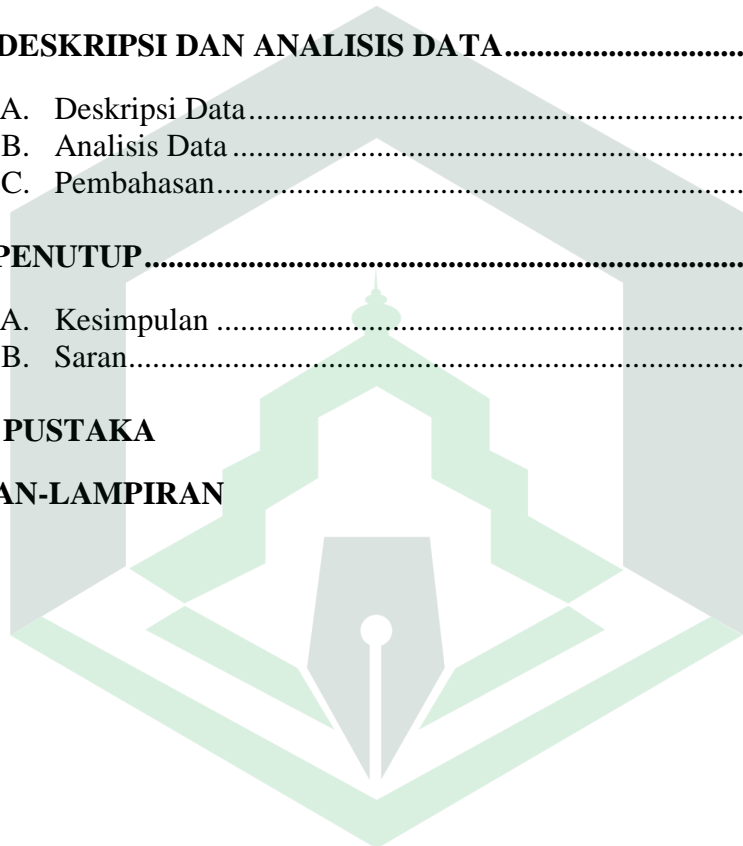 DESKRIPSI DAN ANALISIS DATA..............................
A. Deskripsi Data..............................................................
B. Analisis Data................................................................
C. Pembahasan..................................................................
PENUTUP..........................................................................
A. Kesimpulan..................................................................
B. Saran.............................................................................
PUSTAKA
AN-LAMPIRAN